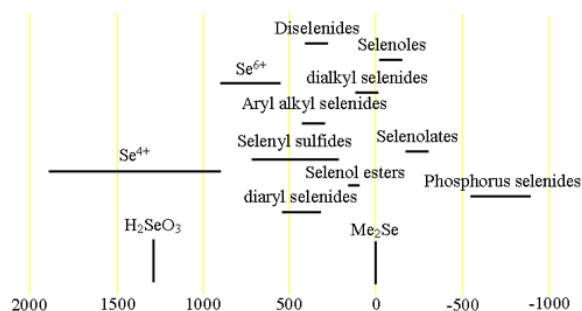 Diselenides
Selenoles
Se⁶⁺
dialkyl selenides
Aryl alkyl selenides
Selenyl sulfides
Selenolates
Se⁴⁺
Selenol esters
Phosphorus selenides
diaryl selenides
H₂SeO₃
Me₂Se
2000 1500 1000 500 0 -500 -1000